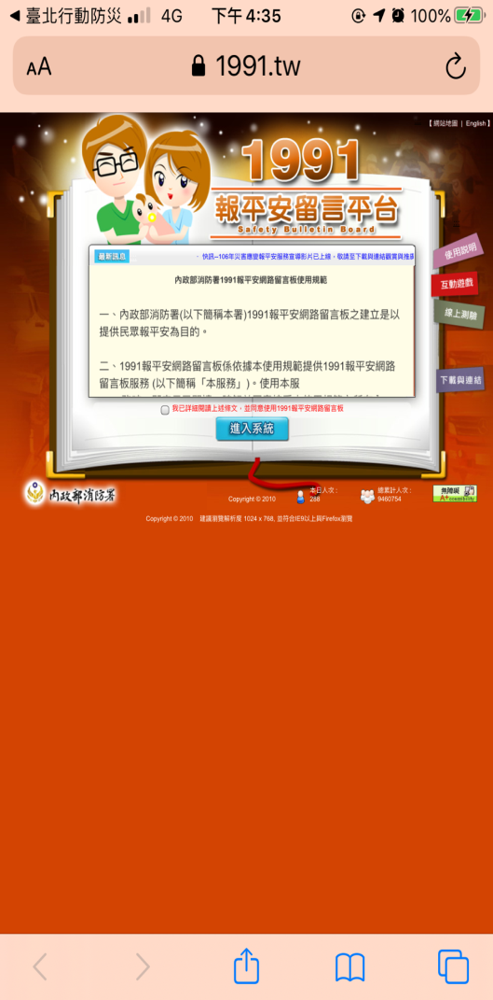 臺北行動防災 4G 下午4:35 100%
AA 1991.tw
【 網站地圖 | English 】
1991
報平安留言平台
Safety Bulletin Board
最新訊息 ・ 快訊~106年災害應變報平安服務宣導影片已上線，敬請至下載與連結觀賞與推廣
使用說明
互動遊戲
線上測驗
下載與連結
內政部消防署1991報平安網路留言板使用規範
一、內政部消防署(以下簡稱本署)1991報平安網路留言板之建立是以
提供民眾報平安為目的。
二、1991報平安網路留言板係依據本使用規範提供1991報平安網路
留言板服務 (以下簡稱「本服務」)。使用本服
我已詳細閱讀上述條文，並同意使用1991報平安網路留言板
進入系統
內政部消防署
Copyright © 2010
本日人次 :
268
總累計人次 :
9460754
無障礙
A+ccessibility
Copyright © 2010 建議瀏覽解析度 1024 x 768, 並符合IE9以上與Firefox瀏覽